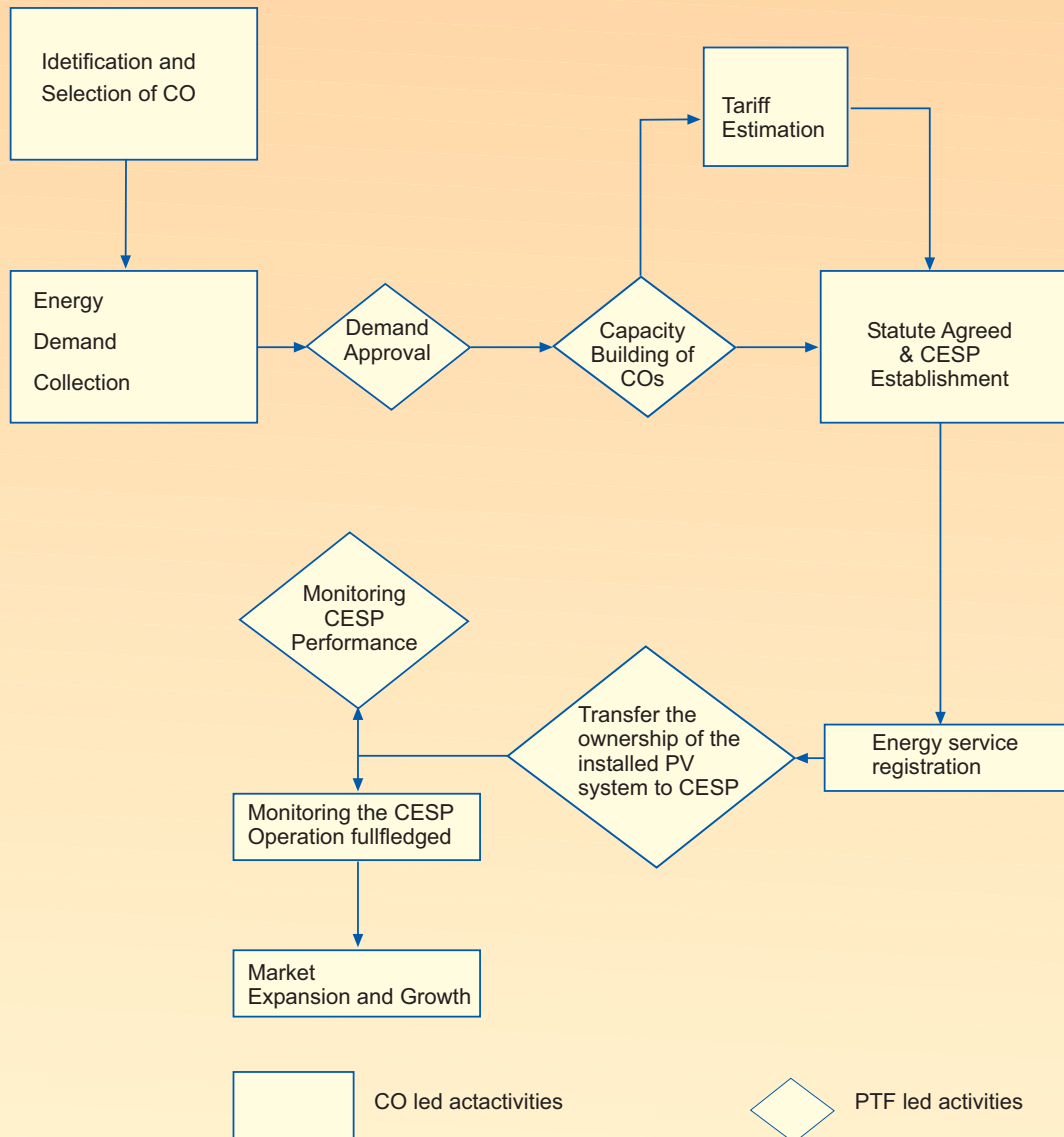 Idetification and
Selection of CO
Tariff
Estimation
Energy
Demand
Collection
Demand
Approval
Capacity
Building of
COs
Statute Agreed
& CESP
Establishment
Monitoring
CESP
Performance
Transfer the
ownership of the
installed PV
system to CESP
Energy service
registration
Monitoring the CESP
Operation fullfledged
Market
Expansion and Growth
CO led actactivities
PTF led activities